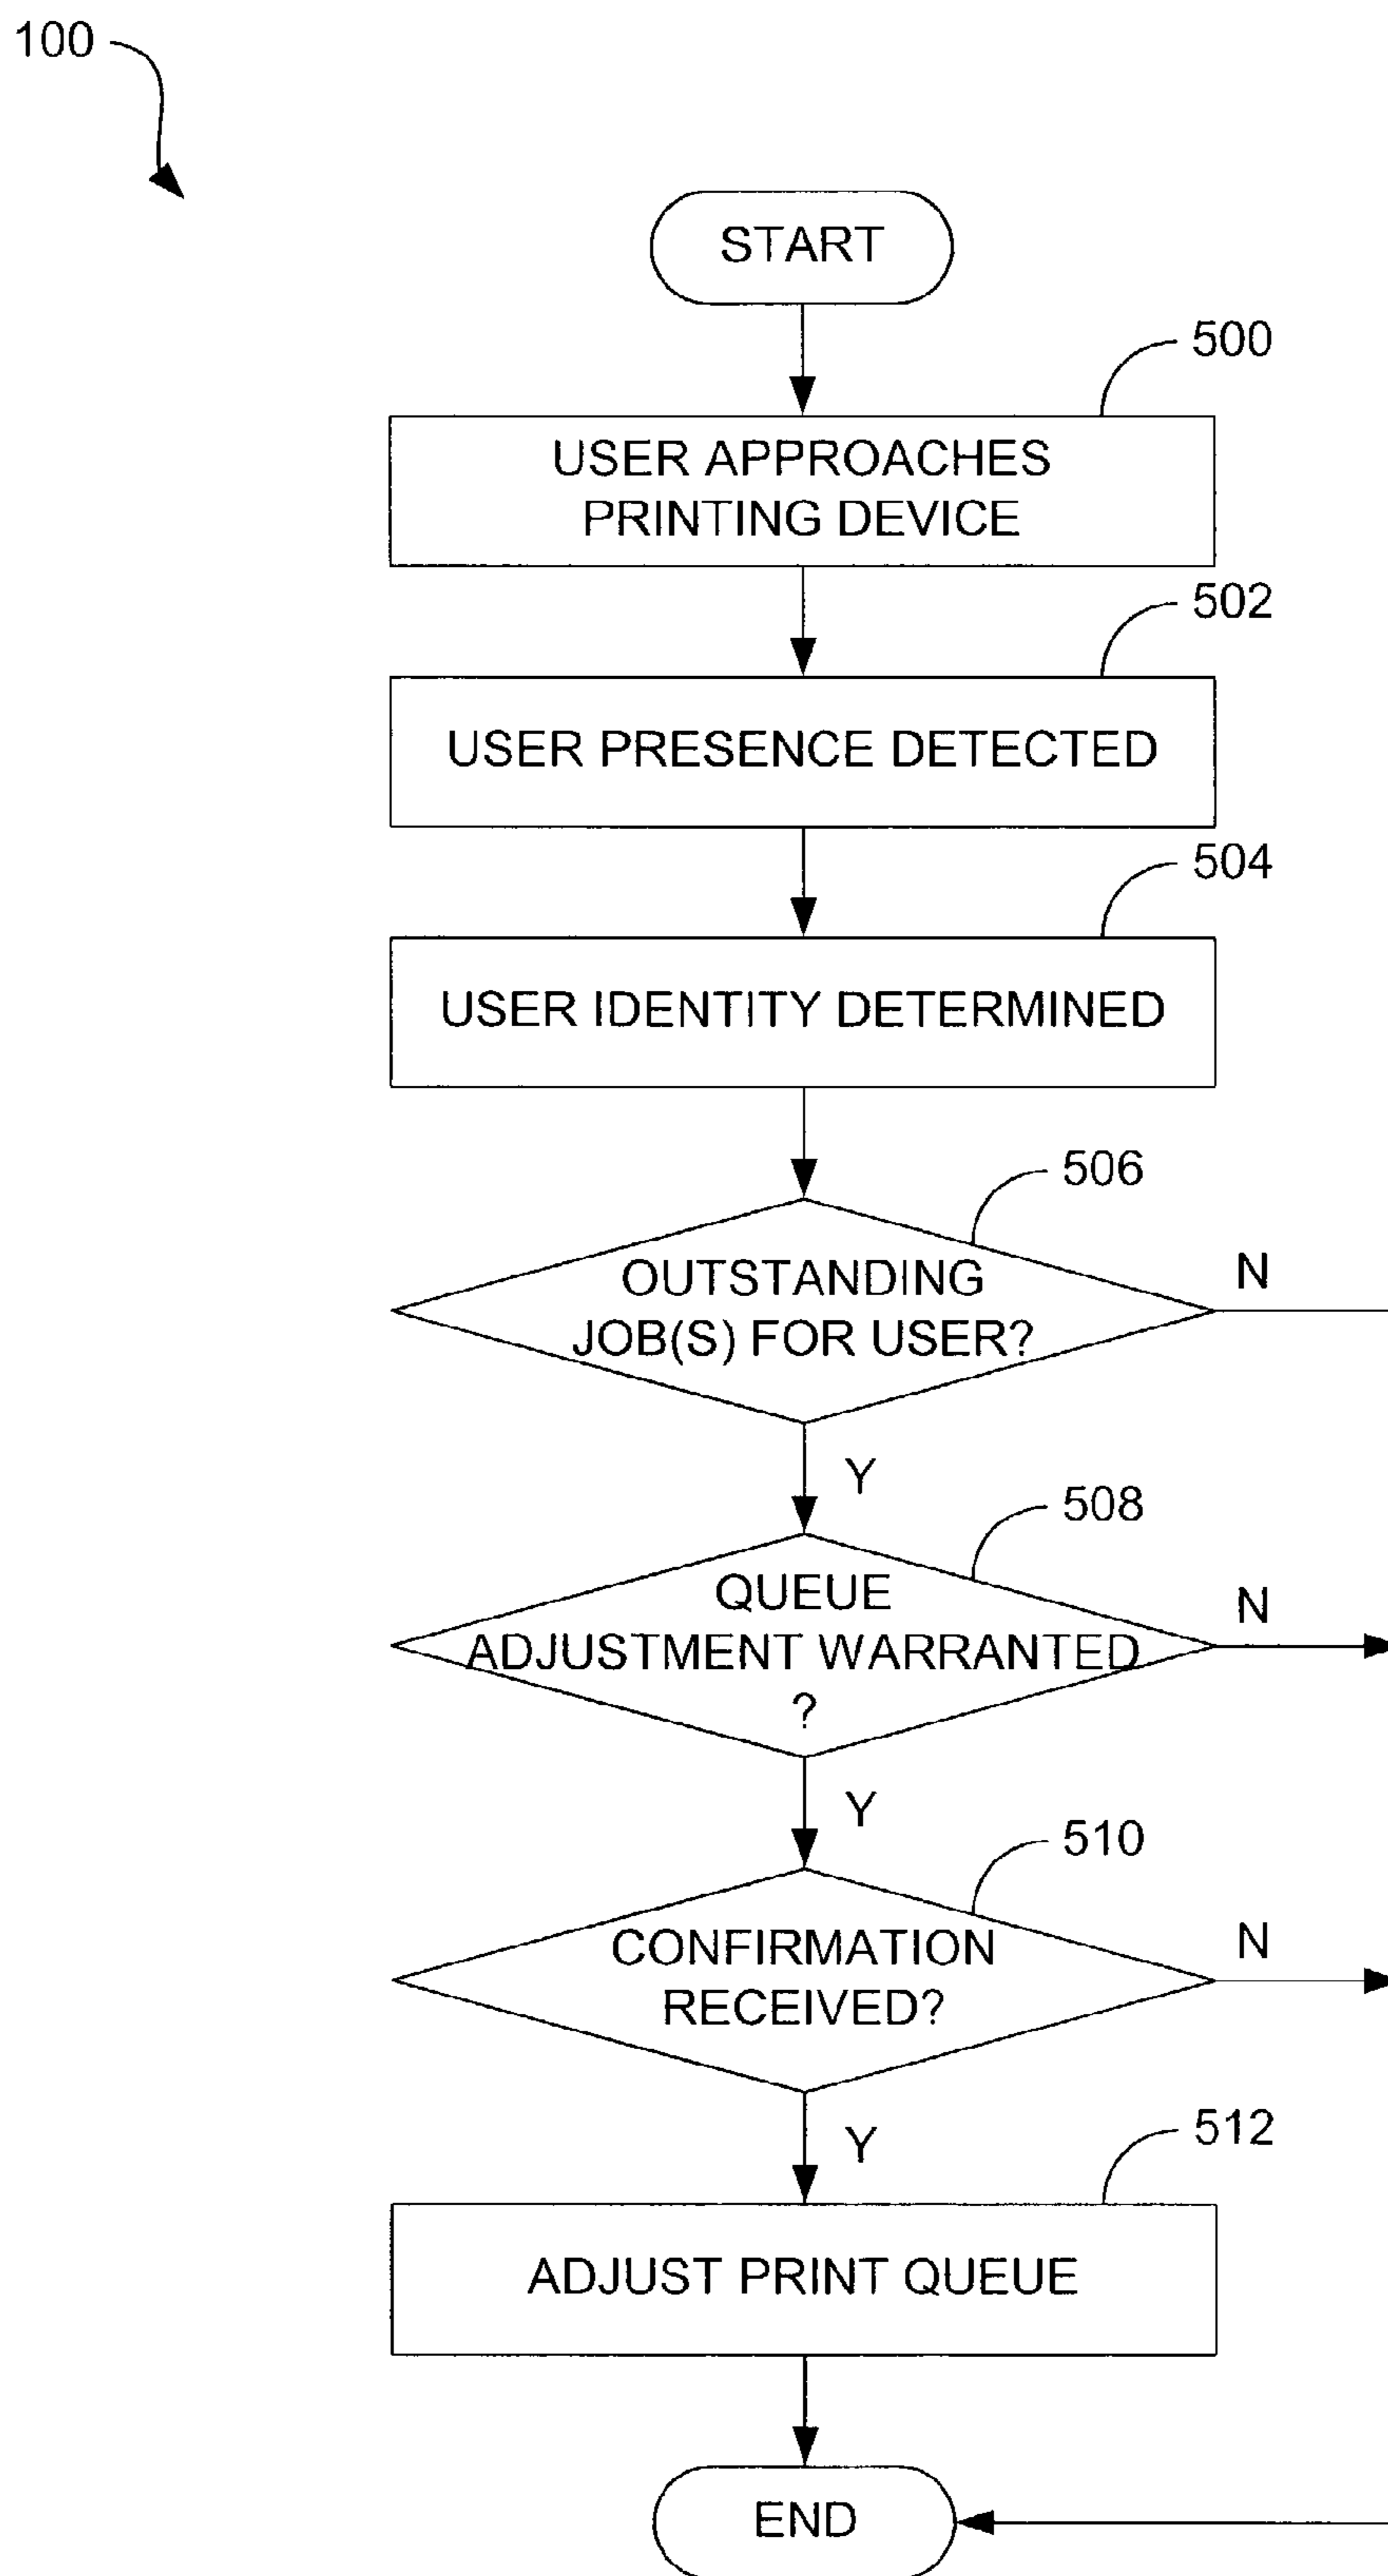 100
START
500
USER APPROACHES
PRINTING DEVICE
502
USER PRESENCE DETECTED
504
USER IDENTITY DETERMINED
506
OUTSTANDING
JOB(S) FOR USER?
N
Y
508
QUEUE
ADJUSTMENT WARRANTED
?
N
Y
510
CONFIRMATION
RECEIVED?
N
Y
512
ADJUST PRINT QUEUE
END